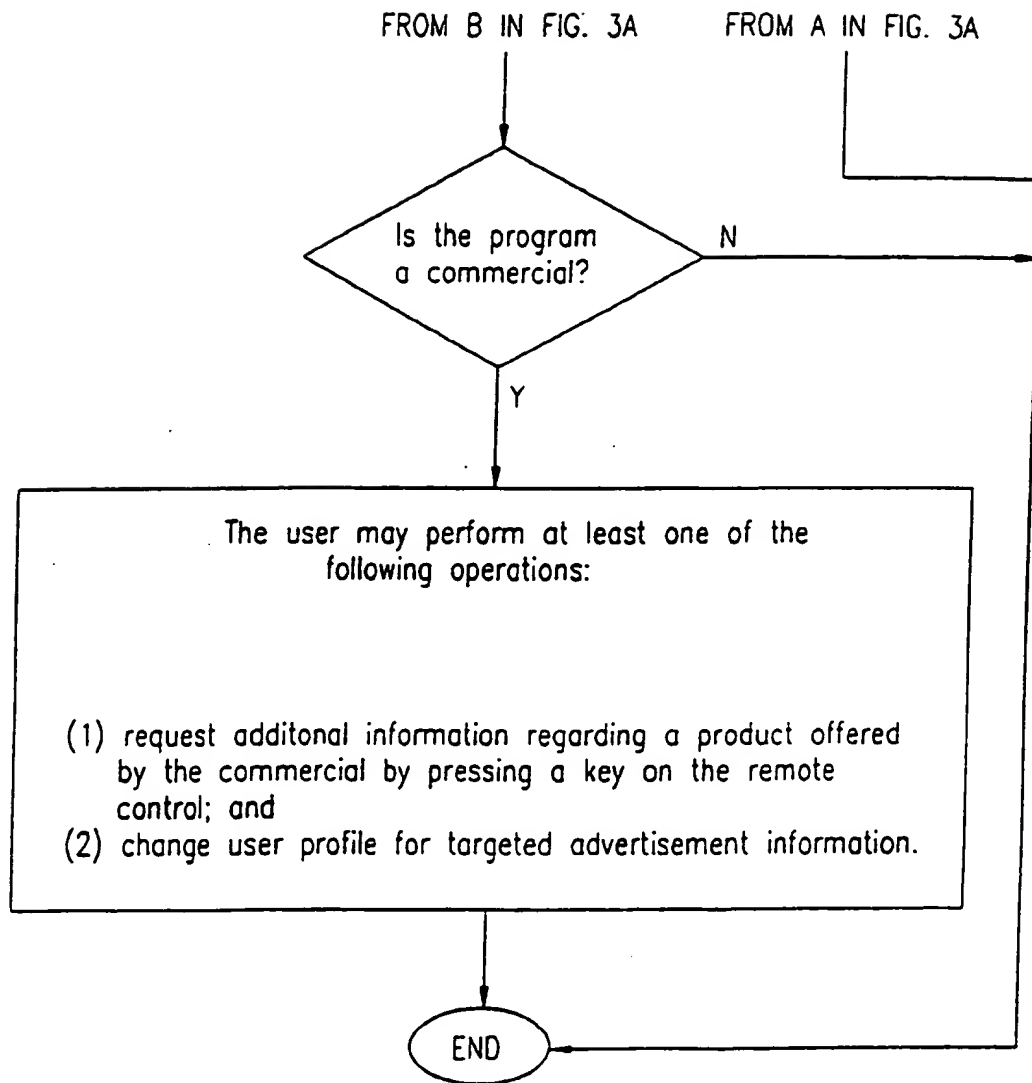 FROM B IN FIG. 3A
FROM A IN FIG. 3A
Is the program
a commercial?
N
Y
The user may perform at least one of the
following operations:
(1) request additonal information regarding a product offered
by the commercial by pressing a key on the remote
control; and
(2) change user profile for targeted advertisement information.
END